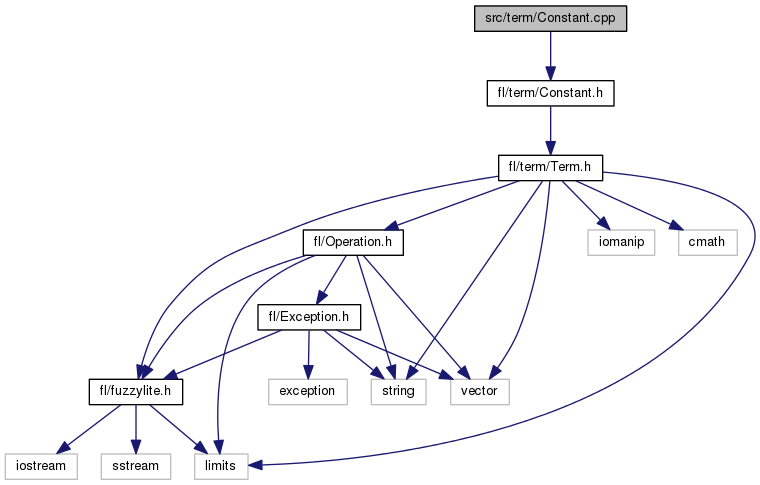 src/term/Constant.cpp
fl/term/Constant.h
fl/term/Term.h
fl/Operation.h
iomanip
cmath
fl/Exception.h
fl/fuzzylite.h
exception
string
vector
iostream
sstream
limits